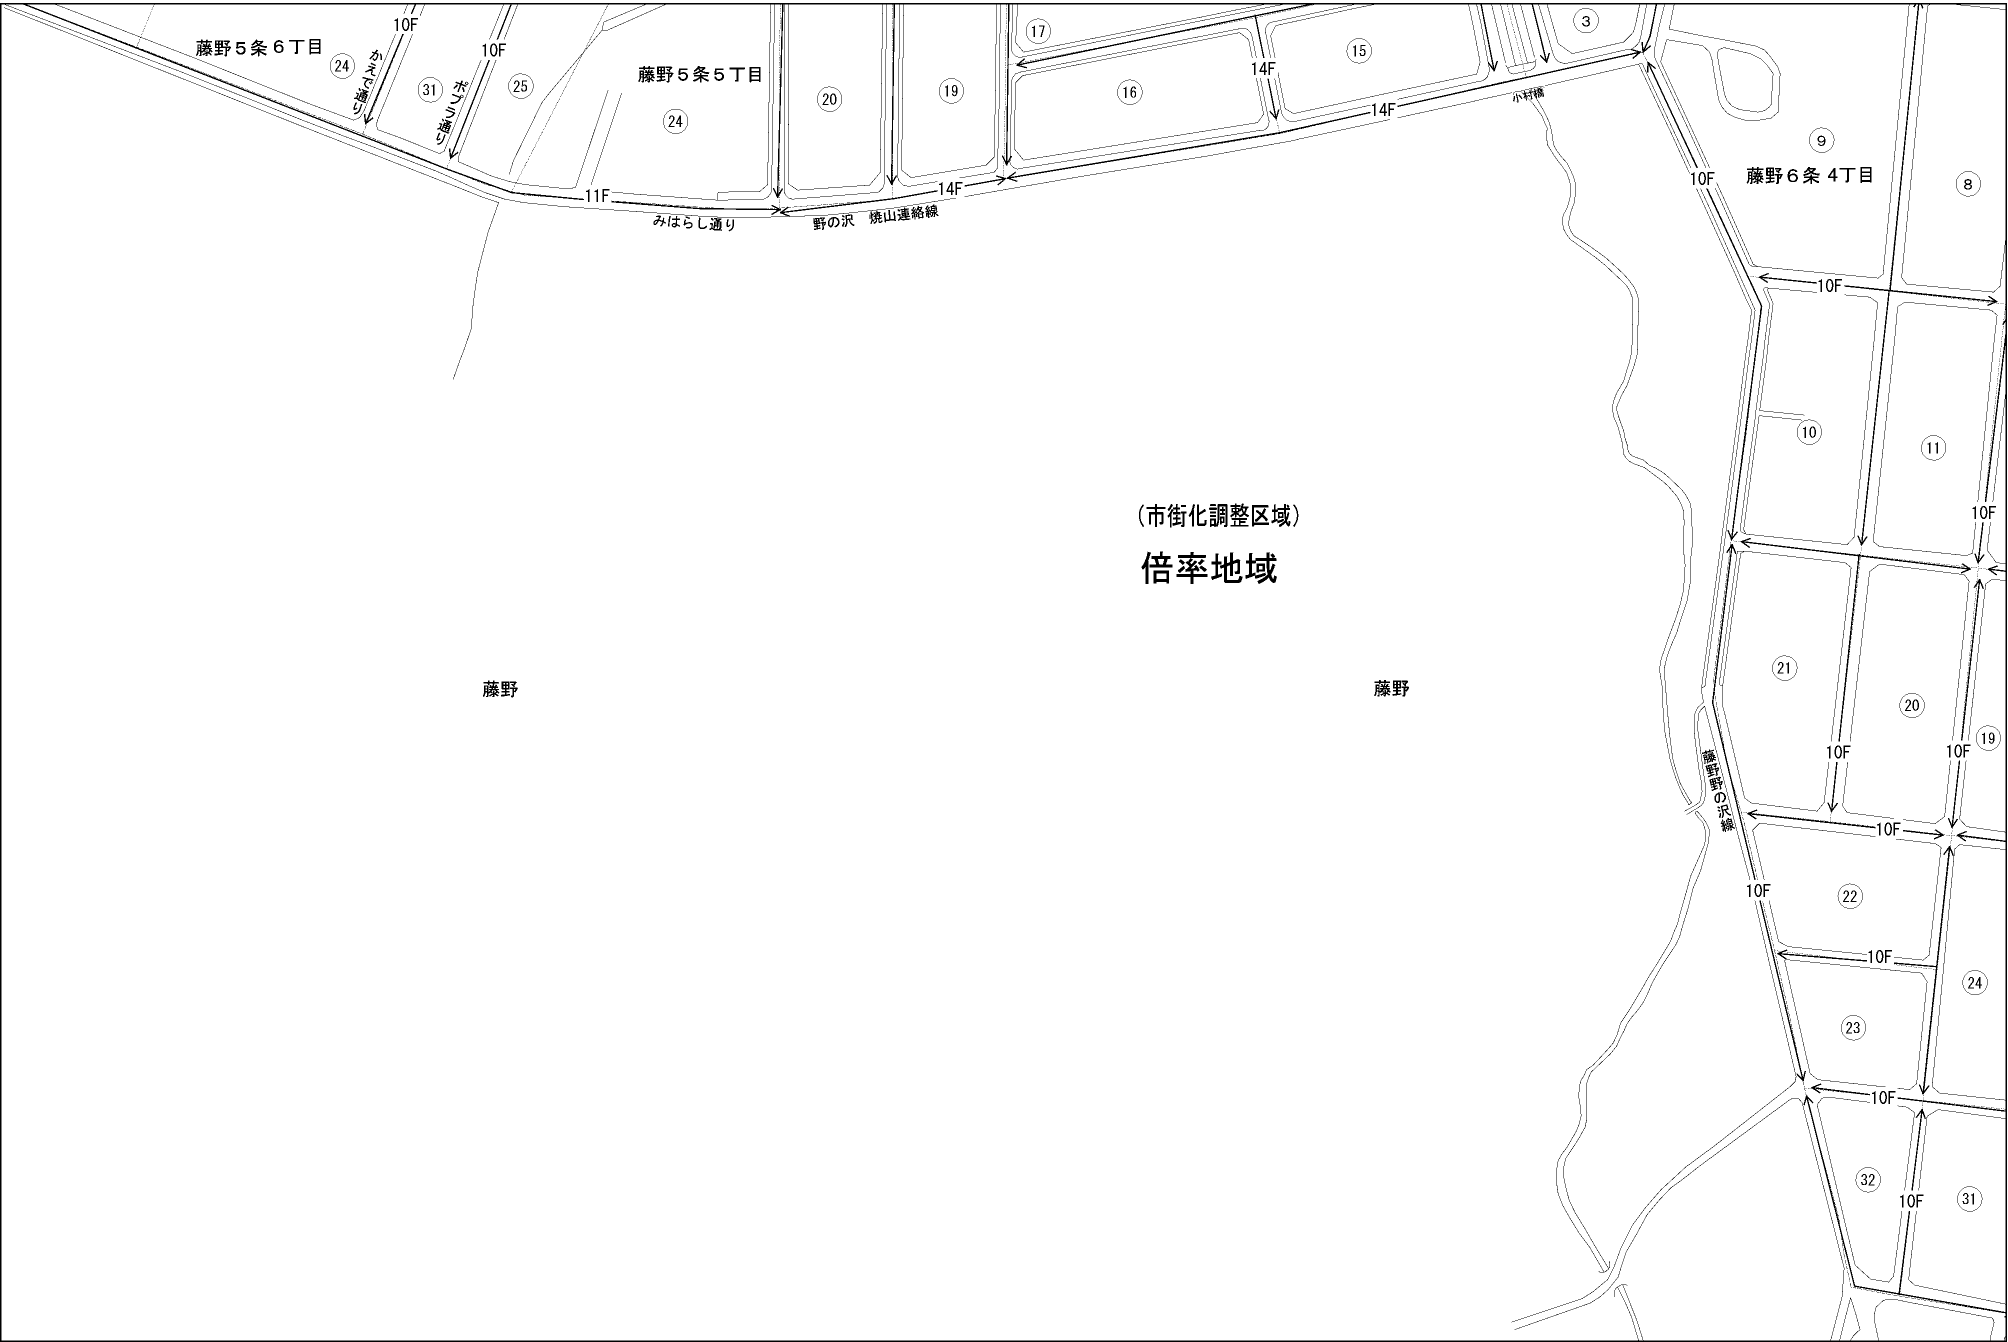 17
3
10F
藤野５条６丁目
10F
15
24
14F
かえで通り
藤野５条５丁目
31
25
ポプラ通り
20
19
16
小村橋
14F
24
9
10F
藤野６条 4丁目
8
11F
14F
みはらし通り
野の沢　焼山連絡線
10F
10
11
（市街化調整区域）
10F
倍率地域
21
藤野
藤野
20
19
10F
10F
藤野野の沢線
10F
10F
22
10F
24
23
10F
32
10F
31